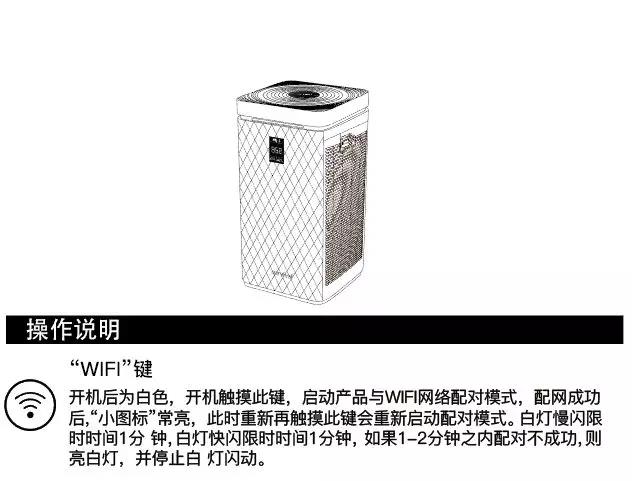 操作说明
“WIFI”键
开机后为白色，开机触摸此键，启动产品与WIFI网络配对模式，配网成功
后,“小图标”常亮，此时重新再触摸此键会重新启动配对模式。白灯慢闪限
时时间1分 钟,白灯快闪限时时间1分钟，如果1-2分钟之内配对不成功,则
亮白灯，并停止白 灯闪动。